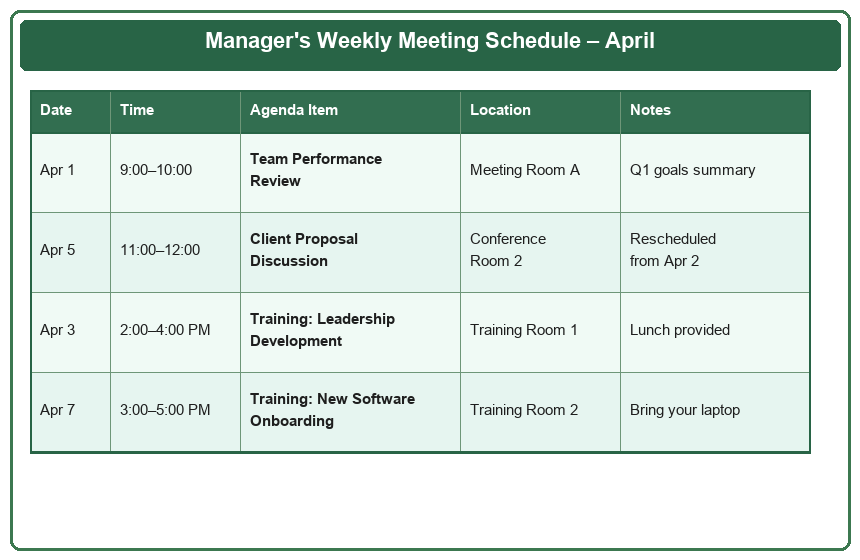 Manager's Weekly Meeting Schedule – April
Date Time Agenda Item Location Notes
Apr 1 9:00–10:00 Team Performance Review Meeting Room A Q1 goals summary
Apr 5 11:00–12:00 Client Proposal Discussion Conference Room 2 Rescheduled from Apr 2
Apr 3 2:00–4:00 PM Training: Leadership Development Training Room 1 Lunch provided
Apr 7 3:00–5:00 PM Training: New Software Onboarding Training Room 2 Bring your laptop